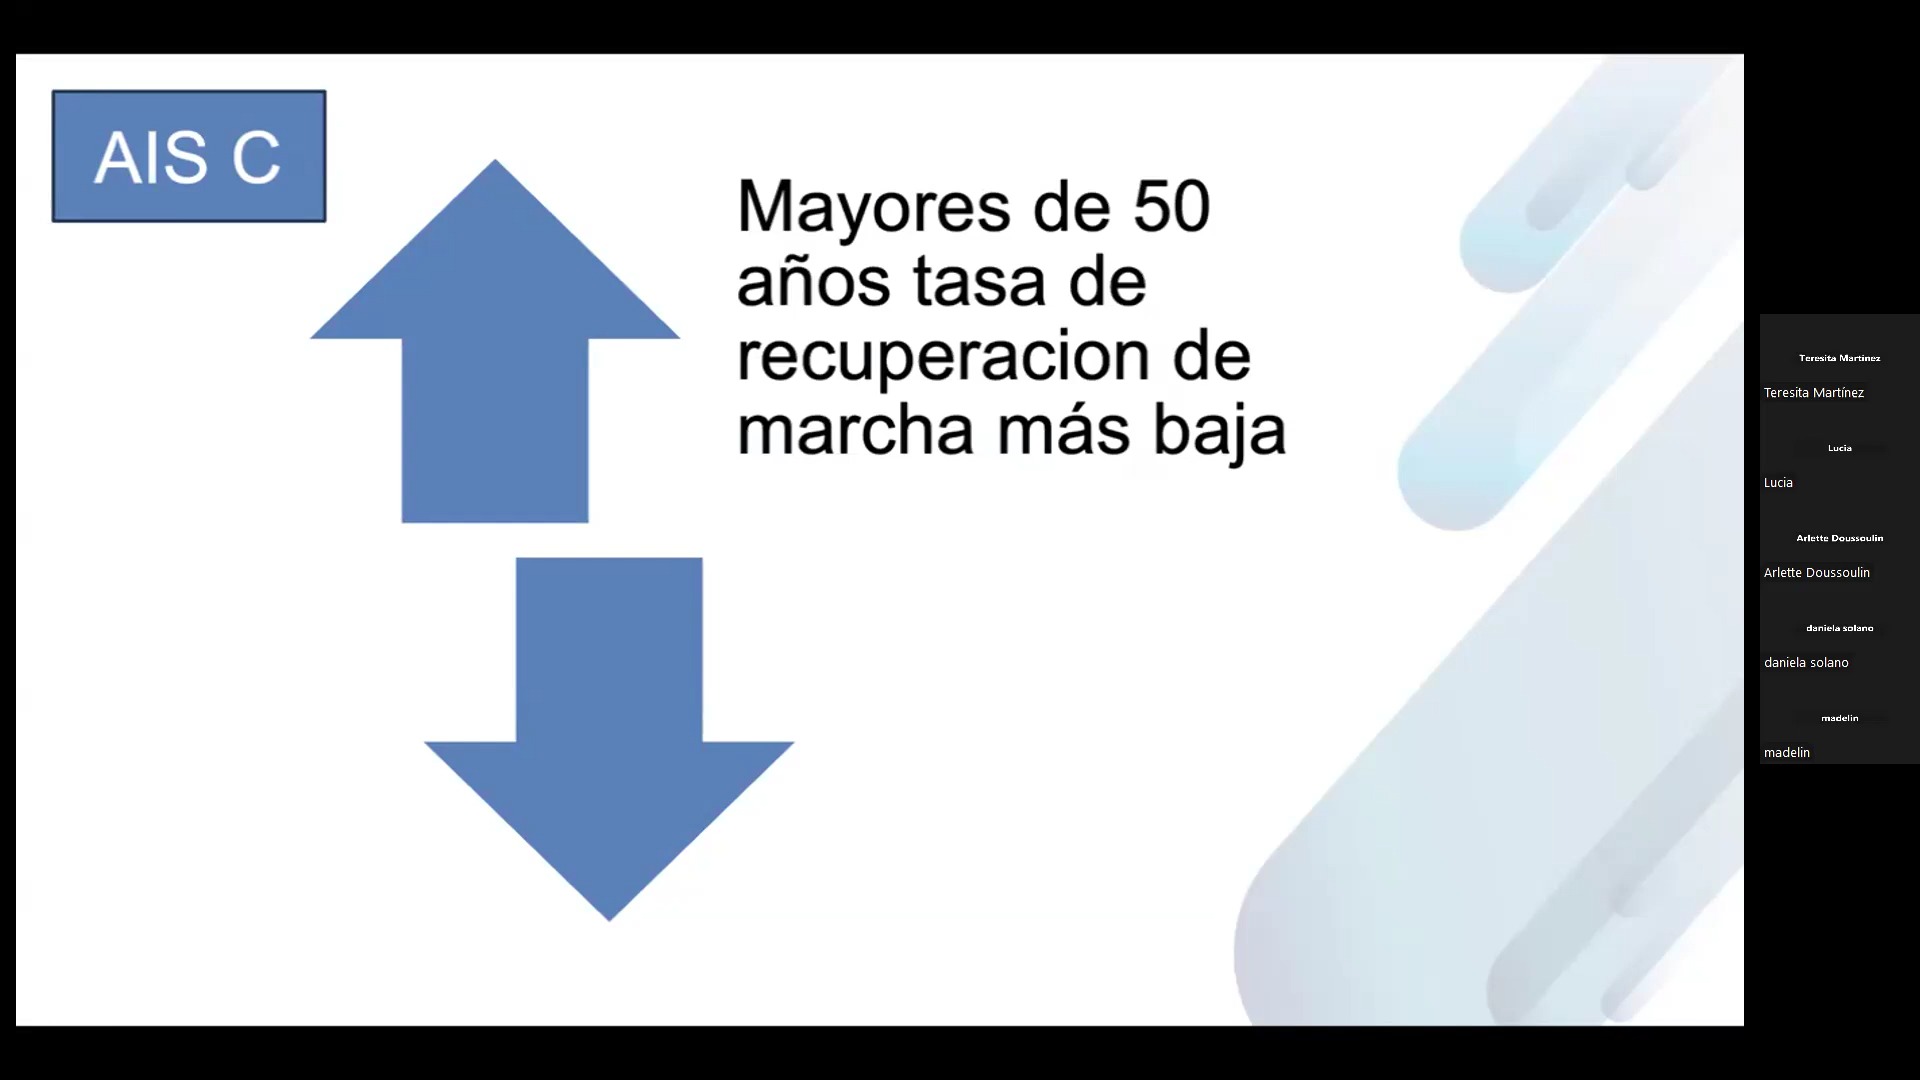 AIS C
Mayores de 50
años tasa de
recuperacion de
marcha más baja
Teresita Martínez
Teresita Martínez
Lucia
Lucia
Arlette Doussoulin
Arlette Doussoulin
daniela solano
daniela solano
madelin
madelin